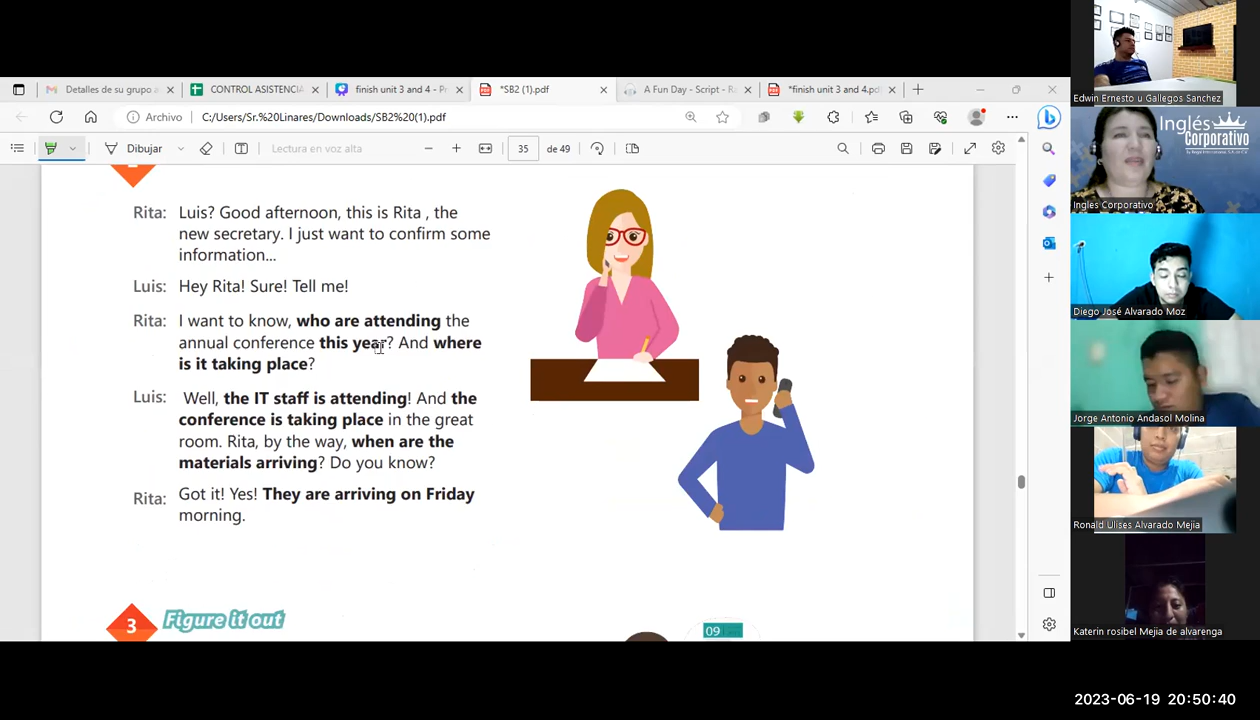 Detalles de su grupo a
CONTROL ASISTENCIA
finish unit 3 and 4 - Pr
*SB2 (1).pdf
A Fun Day - Script - R
*finish unit 3 and 4.pdf
Archivo
C:/Users/Sr.%20Linares/Downloads/SB2%20(1).pdf
Dibujar
Lectura en voz alta
35
de 49
Rita: Luis? Good afternoon, this is Rita , the
new secretary. I just want to confirm some
information...
Luis: Hey Rita! Sure! Tell me!
Rita: I want to know, who are attending the
annual conference this year? And where
is it taking place?
Luis: Well, the IT staff is attending! And the
conference is taking place in the great
room. Rita, by the way, when are the
materials arriving? Do you know?
Rita: Got it! Yes! They are arriving on Friday
morning.
3 Figure it out
09
Edwin Ernesto u Gallegos Sanchez
Inglés
Corporativo
Ingles Corporativo
Diego José Alvarado Moz
Jorge Antonio Andasol Molina
Ronald Ulises Alvarado Mejia
Katerin rosibel Mejia de alvarenga
2023-06-19 20:50:40